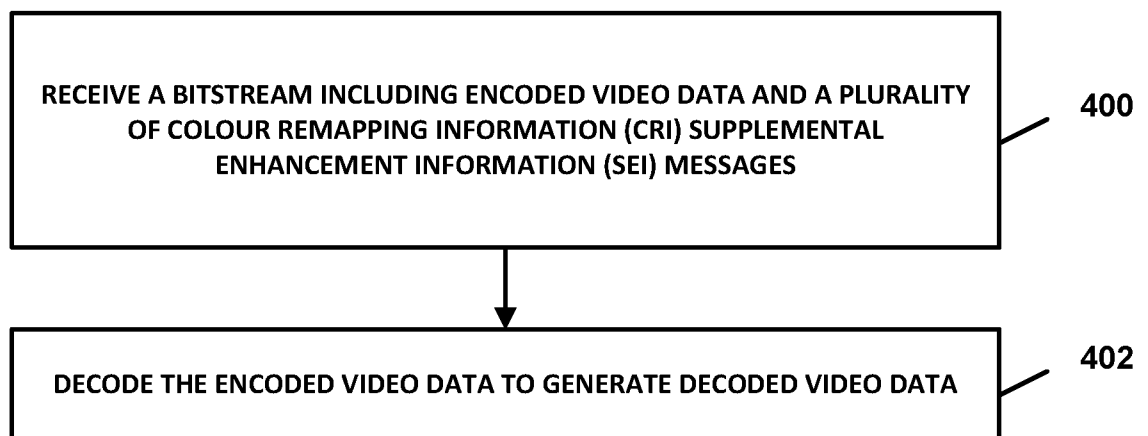 RECEIVE A BITSTREAM INCLUDING ENCODED VIDEO DATA AND A PLURALITY
OF COLOUR REMAPPING INFORMATION (CRI) SUPPLEMENTAL
ENHANCEMENT INFORMATION (SEI) MESSAGES
400
DECODE THE ENCODED VIDEO DATA TO GENERATE DECODED VIDEO DATA
402